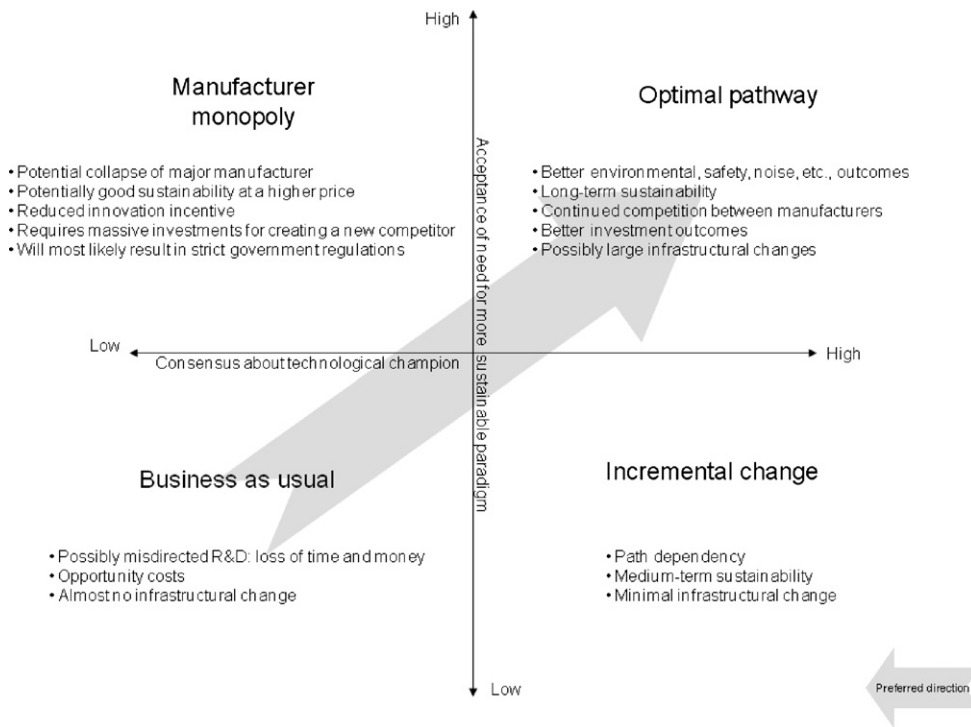 High
Manufacturer
monopoly
• Potential collapse of major manufacturer
• Potentially good sustainability at a higher price
• Reduced innovation incentive
• Requires massive investments for creating a new competitor
• Will most likely result in strict government regulations
Optimal pathway
• Better environmental, safety, noise, etc., outcomes
• Long-term sustainability
• Continued competition between manufacturers
• Better investment outcomes
• Possibly large infrastructural changes
Acceptance of need for more sustainable paradigm
Low
Consensus about technological champion
High
Business as usual
• Possibly misdirected R&D: loss of time and money
• Opportunity costs
• Almost no infrastructural change
Incremental change
• Path dependency
• Medium-term sustainability
• Minimal infrastructural change
Low
Preferred direction